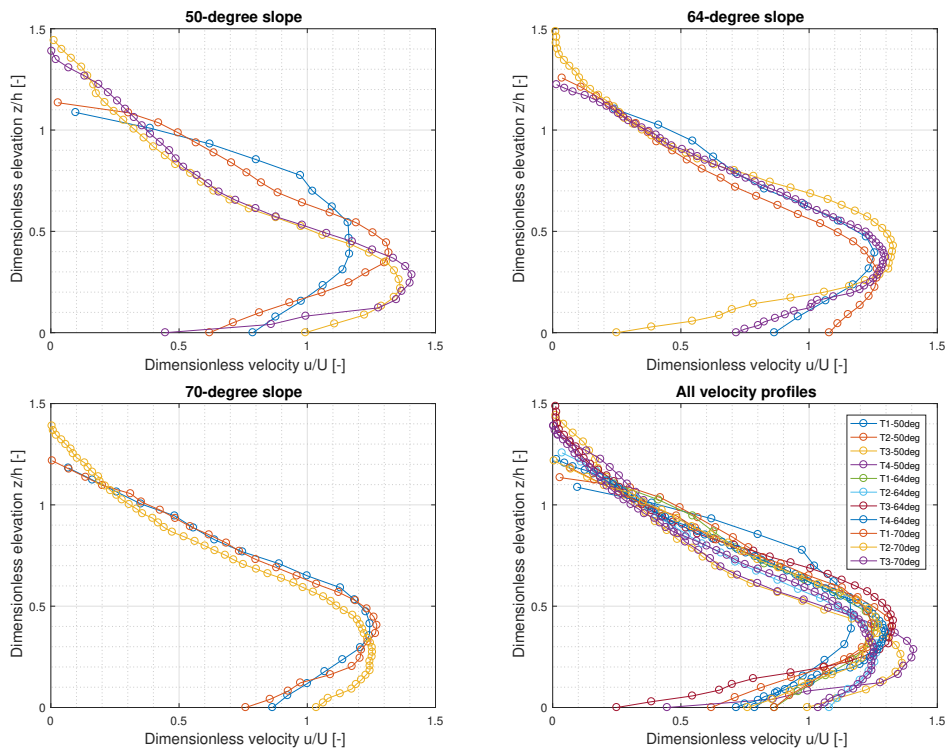 50-degree slope
1.5
1
0.5
0
Dimensionless elevation z/h [-]
0
0.5
1
1.5
Dimensionless velocity u/U [-]
64-degree slope
1.5
1
0.5
0
Dimensionless elevation z/h [-]
0
0.5
1
1.5
Dimensionless velocity u/U [-]
70-degree slope
1.5
1
0.5
0
Dimensionless elevation z/h [-]
0
0.5
1
1.5
Dimensionless velocity u/U [-]
All velocity profiles
1.5
1
0.5
0
Dimensionless elevation z/h [-]
T1-50deg
T2-50deg
T3-50deg
T4-50deg
T1-64deg
T2-64deg
T3-64deg
T4-64deg
T1-70deg
T2-70deg
T3-70deg
0
0.5
1
1.5
Dimensionless velocity u/U [-]